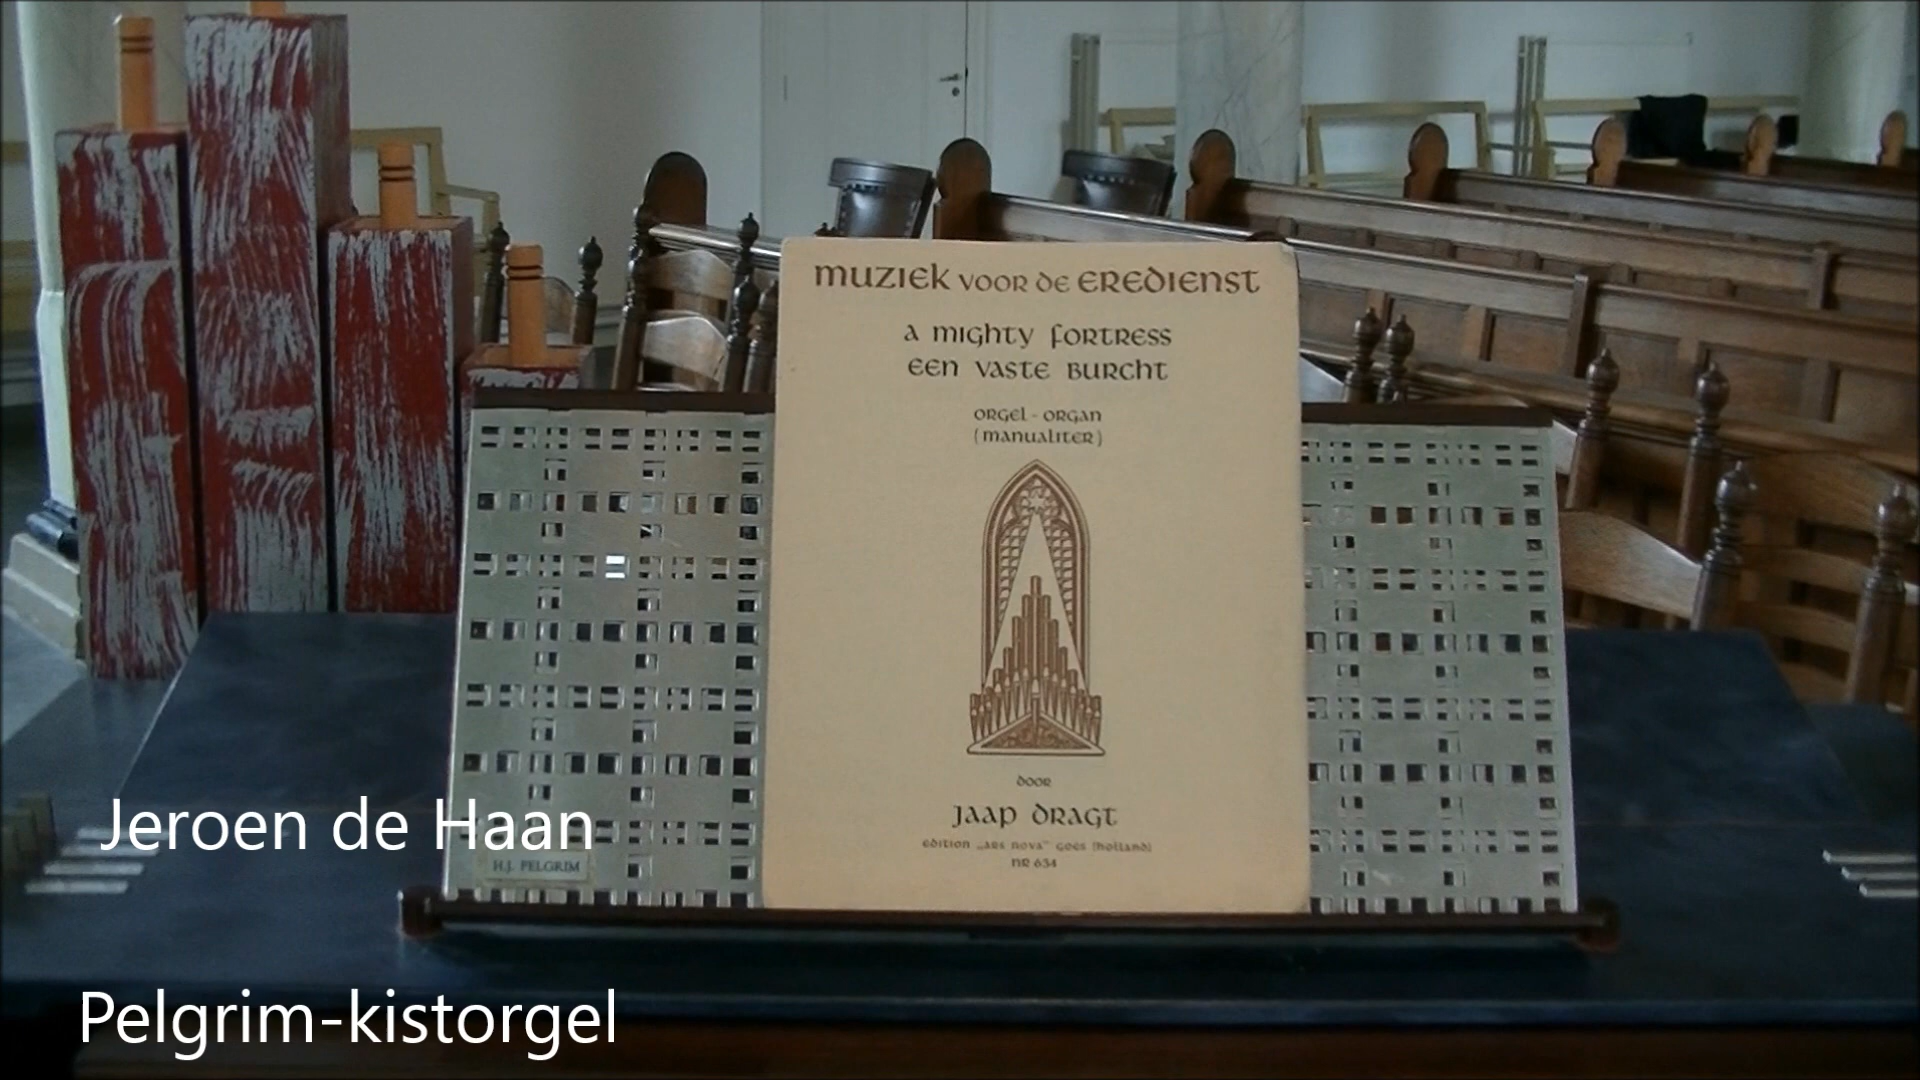 MUZIEK VOOR DE EREDIENST
A MIGHTY FORTRESS
EEN VASTE BURCHT
ORGEL - ORGAN
(MANUALITER)
DOOR
JAAP DRAGT
EDITION „ARS NOVA" GOES (HOLLAND)
NR 634
H.J. PELGRIM
Jeroen de Haan
Pelgrim-kistorgel